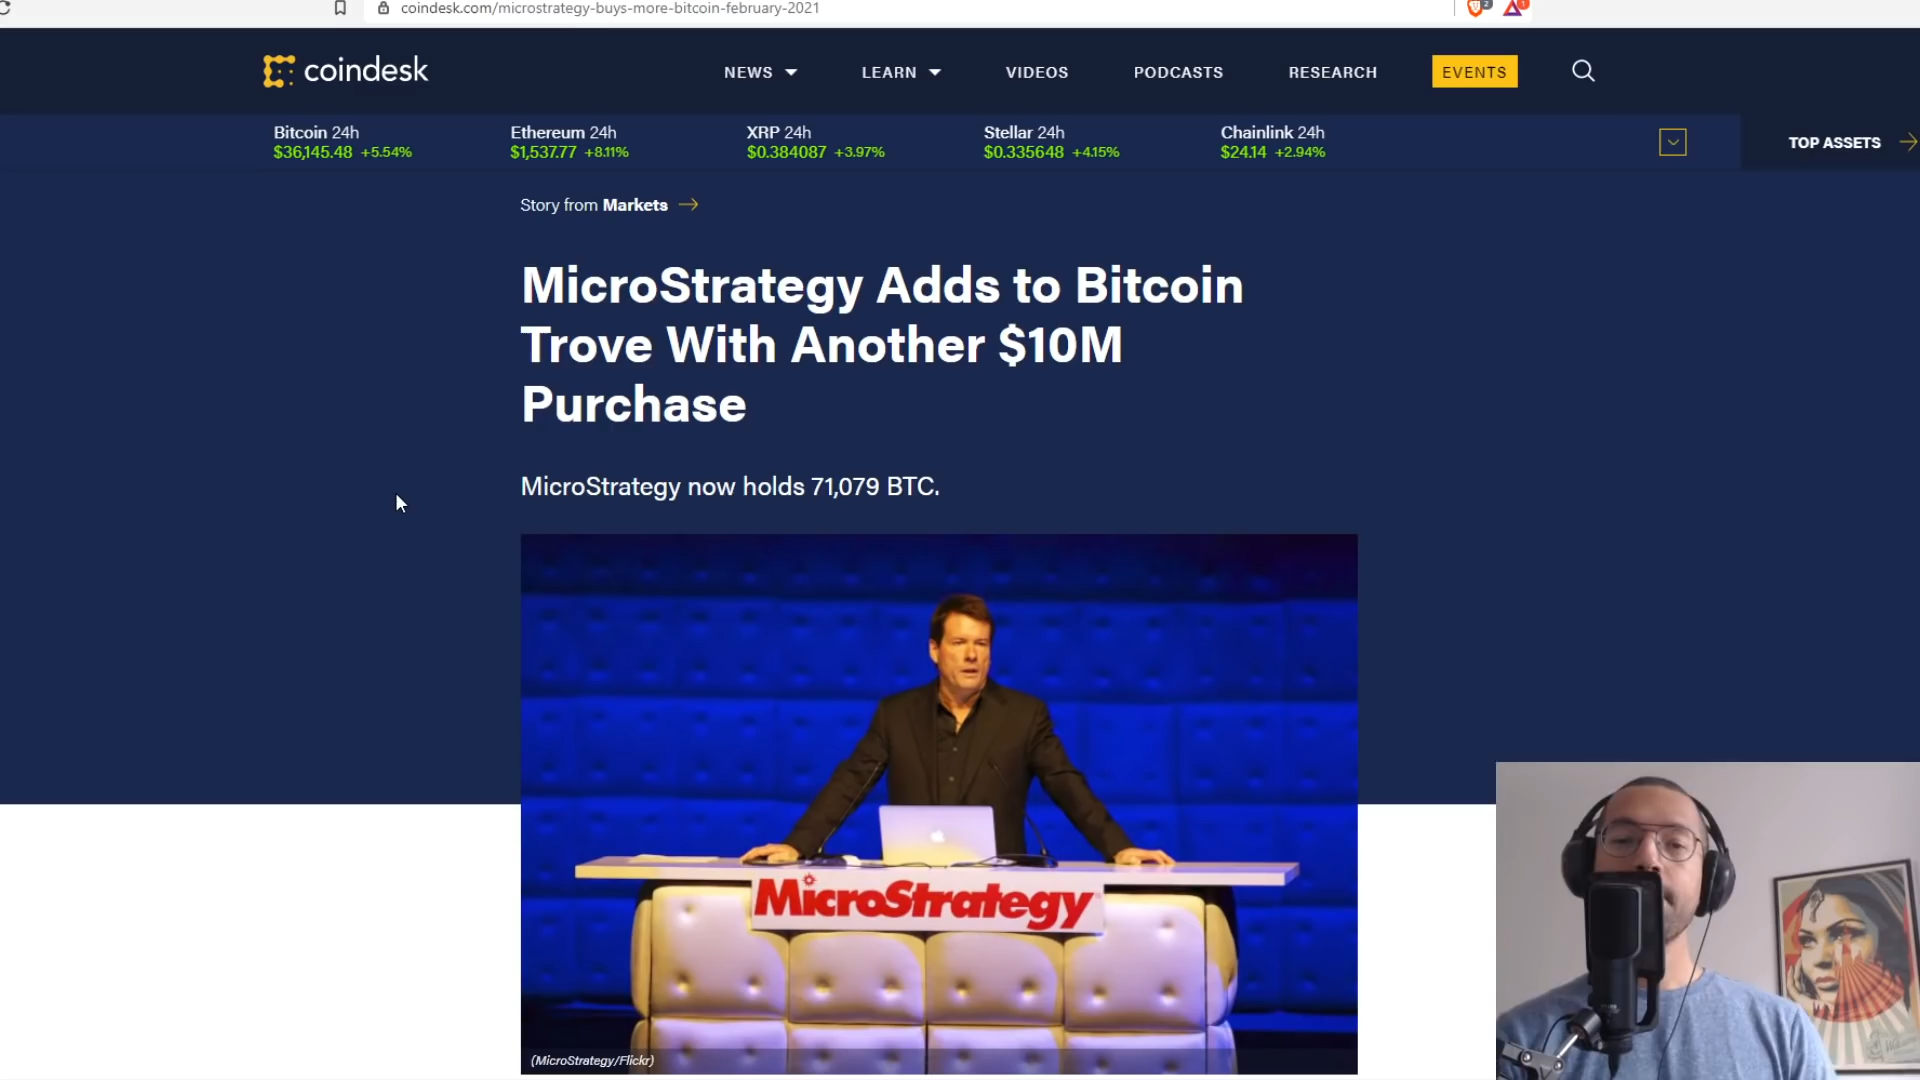 coindesk.com/microstrategy-buys-more-bitcoin-february-2021
2
1
coindesk
NEWS
LEARN
VIDEOS
PODCASTS
RESEARCH
EVENTS
Bitcoin 24h
$36,145.48 +5.54%
Ethereum 24h
$1,537.77 +8.11%
XRP 24h
$0.384087 +3.97%
Stellar 24h
$0.335648 +4.15%
Chainlink 24h
$24.14 +2.94%
TOP ASSETS
Story from Markets
MicroStrategy Adds to Bitcoin
Trove With Another $10M
Purchase
MicroStrategy now holds 71,079 BTC.
MicroStrategy
(MicroStrategy/Flickr)